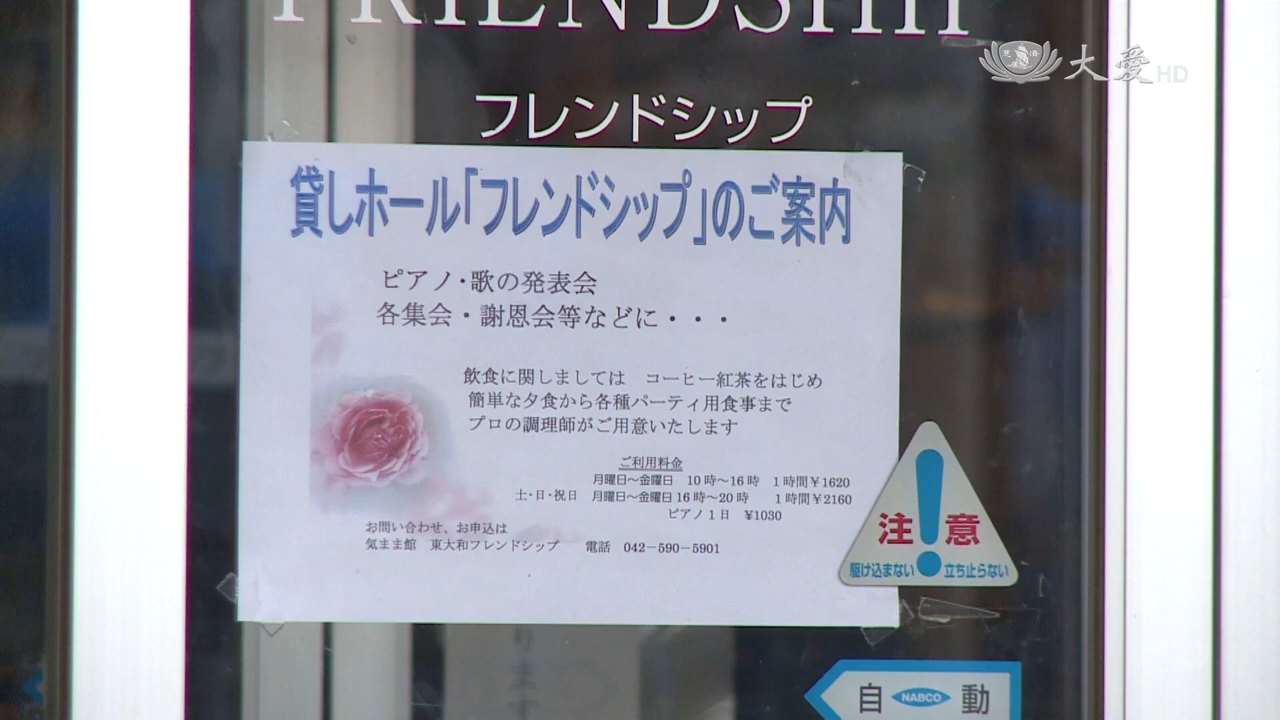 FRIENDSHI
大愛HD
フレンドシップ
貸しホール「フレンドシップ」のご案内
ピアノ・歌の発表会
各集会・謝恩会等などに・・・
飲食に関しましては　コーヒー紅茶をはじめ
簡単な夕食から各種パーティ用食事まで
プロの調理師がご用意いたします
ご利用料金
月曜日～金曜日　10時～16時　1時間￥1620
土・日・祝日　月曜日～金曜日16時～20時　1時間￥2160
ピアノ1日　¥1030
お問い合わせ、お申込は
気まま館　東大和フレンドシップ　電話　042－590－5901
注意
駆け込まない　立ち止らない
自 NABCO 動